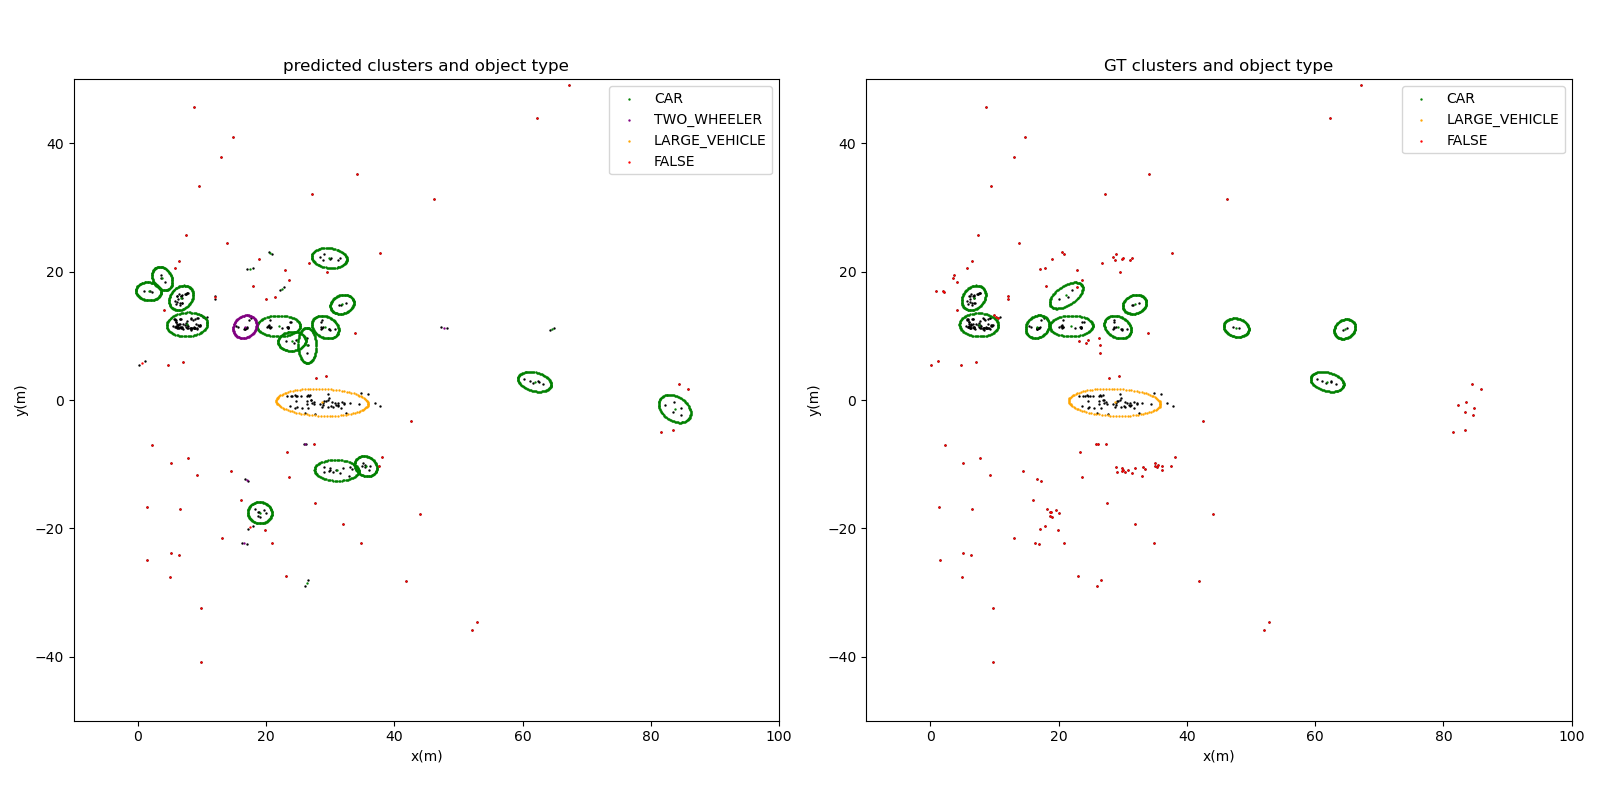 predicted clusters and object type
CAR
TWO_WHEELER
LARGE_VEHICLE
FALSE
40
20
0
−20
−40
y(m)
0
20
40
60
80
100
x(m)
GT clusters and object type
CAR
LARGE_VEHICLE
FALSE
40
20
0
−20
−40
y(m)
0
20
40
60
80
100
x(m)